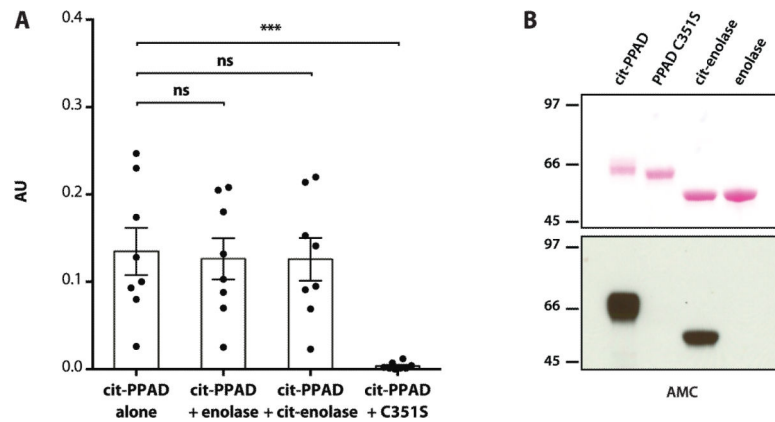 A
0.4
***
ns
0.3
ns
AU
0.2
0.1
0.0
cit-PPAD alone
cit-PPAD + enolase
cit-PPAD + cit-enolase
cit-PPAD + C351S
B
cit-PPAD
PPAD C351S
cit-enolase
enolase
97
66
45
97
66
45
AMC